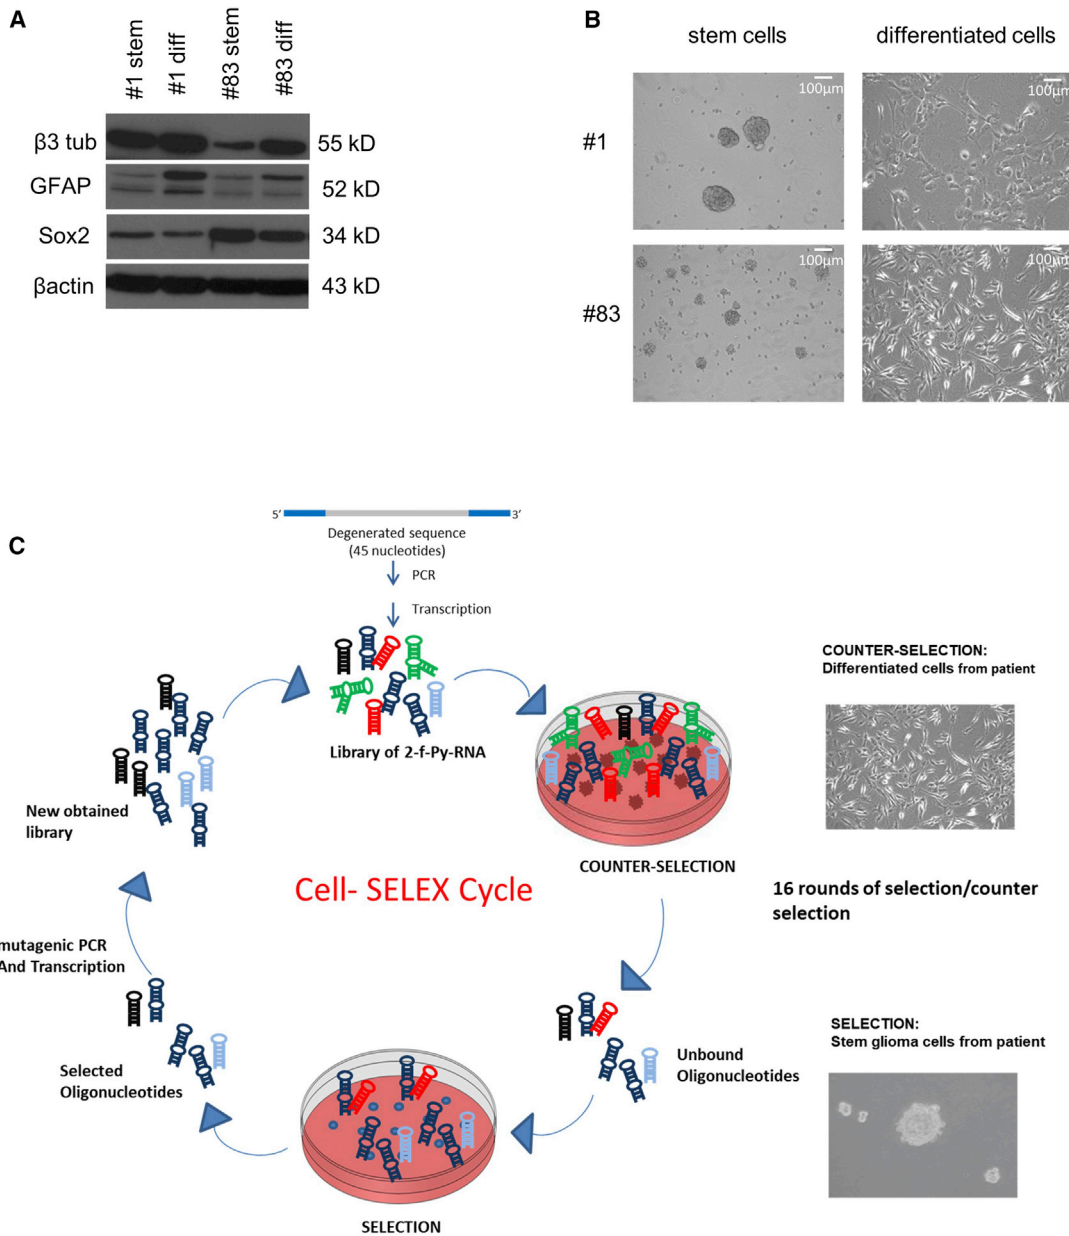 A
#1 stem
#1 diff
#83 stem
#83 diff
β3 tub
55 kD
GFAP
52 kD
Sox2
34 kD
βactin
43 kD
B
stem cells
differentiated cells
#1
100µm
100µm
#83
100µm
100µm
C
5′
3′
Degenerated sequence
(45 nucleotides)
PCR
Transcription
Library of 2-f-Py-RNA
COUNTER-SELECTION
COUNTER-SELECTION:
Differentiated cells from patient
16 rounds of selection/counter
selection
Cell- SELEX Cycle
New obtained
library
mutagenic PCR
And Transcription
Selected
Oligonucleotides
Unbound
Oligonucleotides
SELECTION
SELECTION:
Stem glioma cells from patient